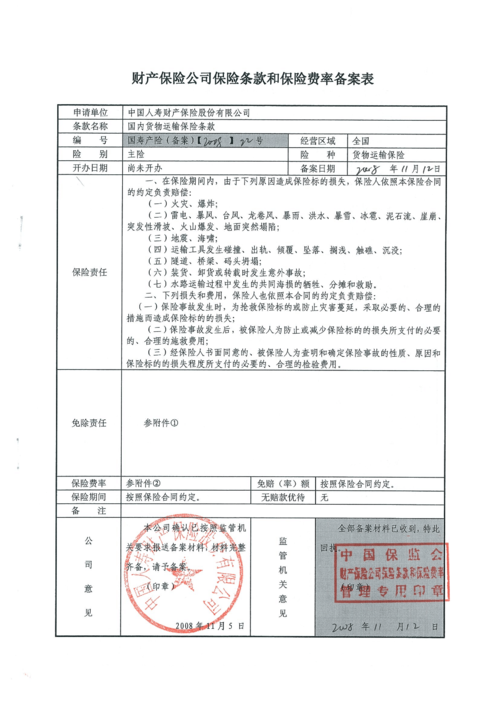 财产保险公司保险条款和保险费率备案表
申请单位 中国人寿财产保险股份有限公司
条款名称 国内货物运输保险条款
编 号 国寿产险（备案）【2008】22号 经营区域 全国
险 别 主险 险 种 货物运输保险
开办日期 尚未开办 备案日期 2008年11月12日
保险责任
一、在保险期间内，由于下列原因造成保险标的损失，保险人依照本保险合同
的约定负责赔偿：
（一）火灾、爆炸；
（二）雷电、暴风、台风、龙卷风、暴雨、洪水、暴雪、冰雹、泥石流、崖崩、
突发性滑坡、火山爆发、地面突然塌陷；
（三）地震、海啸；
（四）运输工具发生碰撞、出轨、倾覆、坠落、搁浅、触礁、沉没；
（五）隧道、桥梁、码头坍塌；
（六）装货、卸货或转载时发生意外事故；
（七）水路运输过程中发生的共同海损的牺牲、分摊和救助。
二、下列损失和费用，保险人也依照本合同的约定负责赔偿：
（一）保险事故发生时，为抢救保险标的或防止灾害蔓延，采取必要的、合理的
措施而造成保险标的损失；
（二）保险事故发生后，被保险人为防止或减少保险标的的损失所支付的必要
的、合理的施救费用；
（三）经保险人书面同意的、被保险人为查明和确定保险事故的性质、原因和
保险标的的损失程度所支付的必要的、合理的检验费用。
免除责任 参附件①
保险费率 参附件② 免赔（率）额 按照保险合同约定。
保险期间 按照保险合同约定。 无赔款优待 无
备 注
公司意见
本公司确认已按照监管机
关要求报送备案材料，材料完整
齐备，请予备案。
（印章）
中国人寿财产保险股份有限公司
2008年11月5日
监管机关意见
全部备案材料已收到，特此
回执
中国保监会
财产保险公司保险条款和保险费率
管理专用印章
2008年11月12日